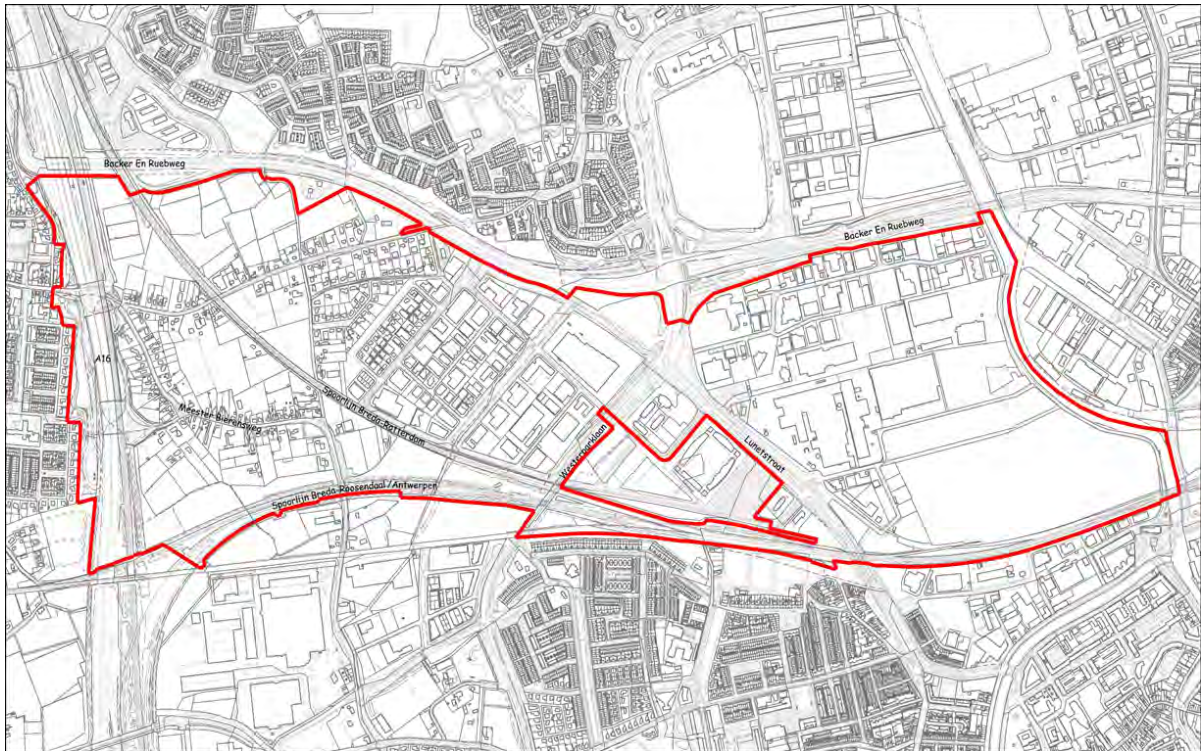 Backer En Ruebweg
Backer En Ruebweg
A16
Meester Bierensweg
Spoorlijn Breda-Rotterdam
Westerparklaan
Lunetstraat
Spoorlijn Breda-Roosendaal /Antwerpen